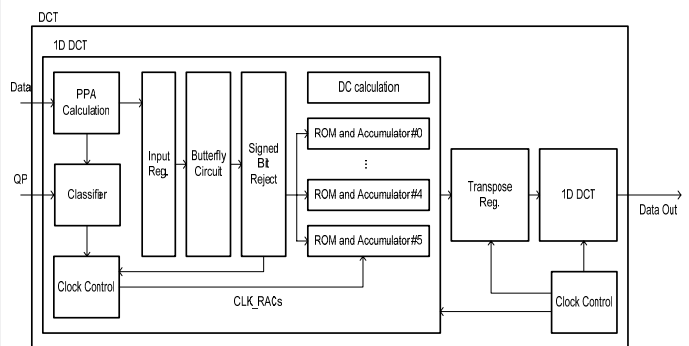 DCT
1D DCT
Data
PPA
Calculation
DC calculation
Input
Reg.
Butterfly
Circuit
Signed
Bit
Reject
ROM and Accumulator#0
...
QP
Classifier
ROM and Accumulator#4
Transpose
Reg.
1D DCT
Data Out
ROM and Accumulator#5
Clock Control
CLK_RACs
Clock Control